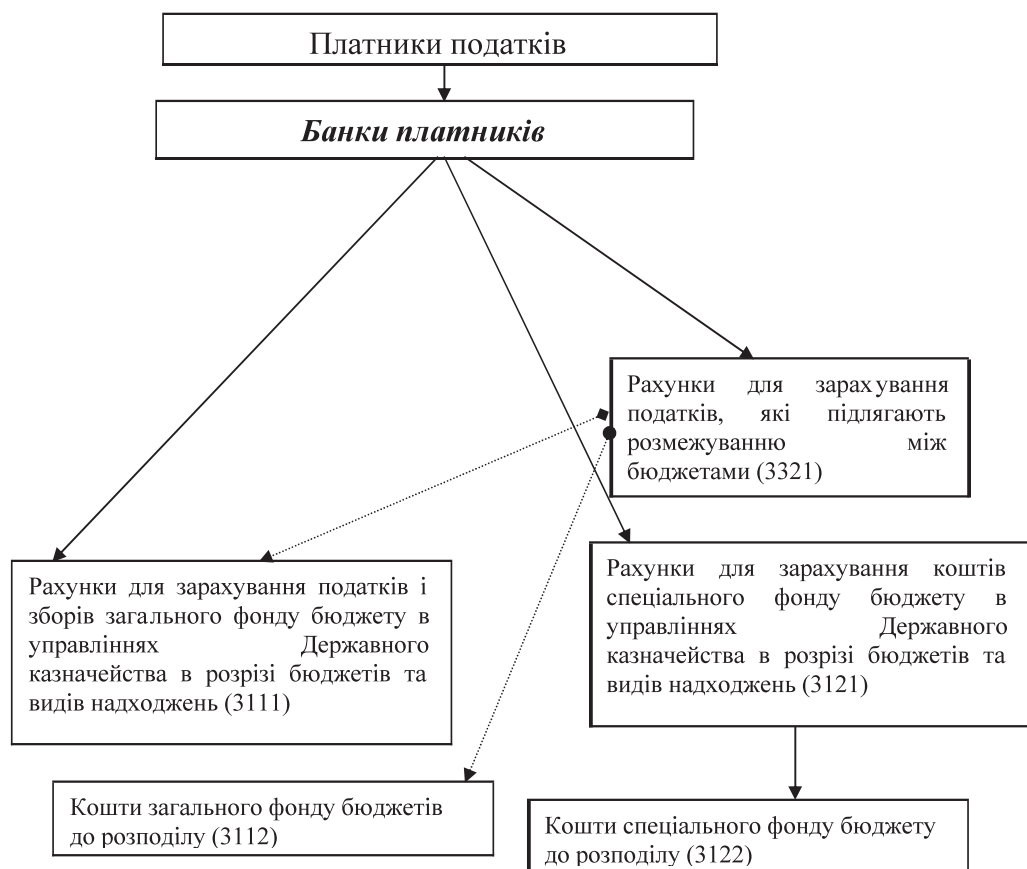 Платники податків
Банки платників
Рахунки для зарахування
податків, які підлягають
розмежуванню між
бюджетами (3321)
Рахунки для зарахування податків і
зборів загального фонду бюджету в
управліннях Державного
казначейства в розрізі бюджетів та
видів надходжень (3111)
Рахунки для зарахування коштів
спеціального фонду бюджету в
управліннях Державного
казначейства в розрізі бюджетів та
видів надходжень (3121)
Кошти загального фонду бюджетів
до розподілу (3112)
Кошти спеціального фонду бюджету
до розподілу (3122)